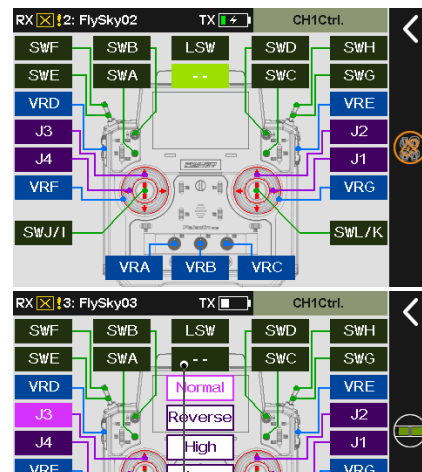 RX !2: FlySky02 TX CH1Ctrl.
SWF SWB LSW SWD SWH
SWE SWA -- SWC SWG
VRD VRE
J3 J2
J4 J1
VRF VRG
SWJ/I SWL/K
VRA VRB VRC
RX !3: FlySky03 TX CH1Ctrl.
SWF SWB LSW SWD SWH
SWE SWA -- SWC SWG
VRD Normal VRE
J3 Reverse J2
J4 High J1
VRF VRG